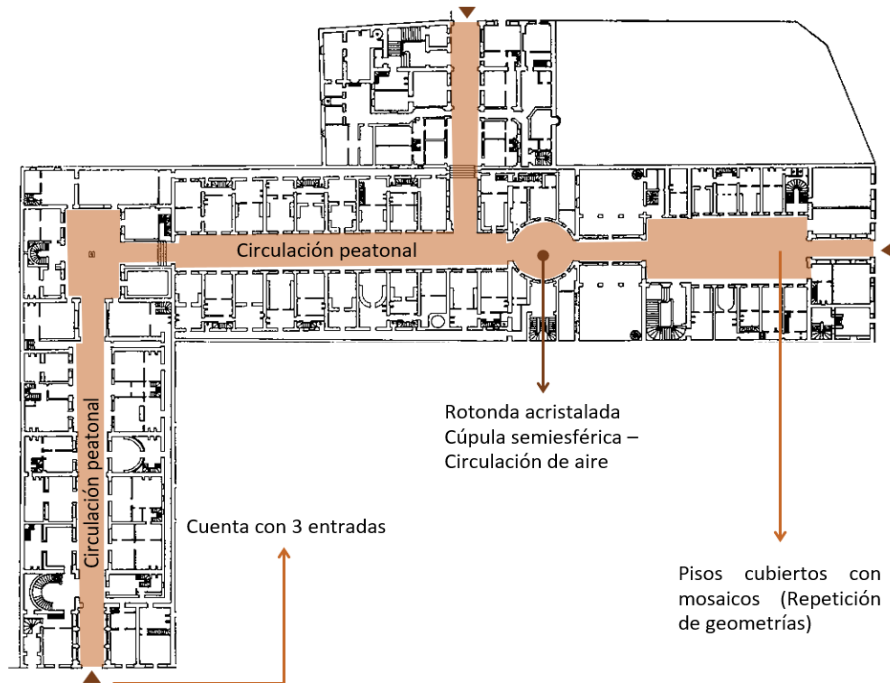 Circulación peatonal
Circulación peatonal
Rotonda acristalada
Cúpula semiesférica –
Circulación de aire
Cuenta con 3 entradas
Pisos cubiertos con
mosaicos (Repetición
de geometrías)